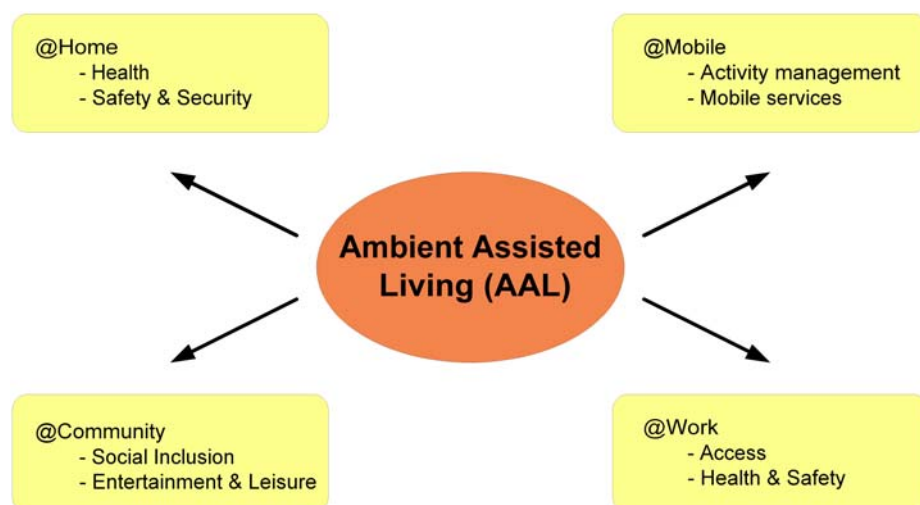 @Home
- Health
- Safety & Security
@Mobile
- Activity management
- Mobile services
Ambient Assisted
Living (AAL)
@Community
- Social Inclusion
- Entertainment & Leisure
@Work
- Access
- Health & Safety